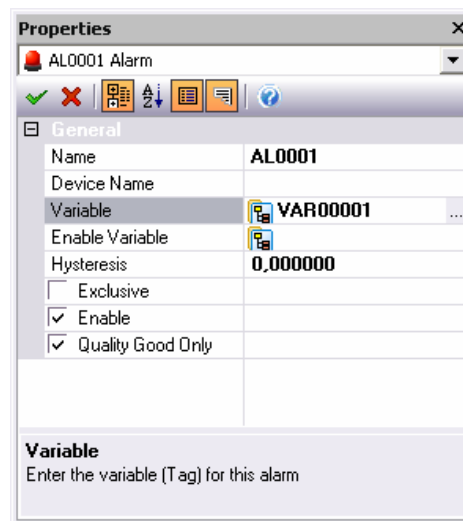 Properties
AL0001 Alarm
General
Name AL0001
Device Name
Variable VAR00001 ...
Enable Variable
Hysteresis 0,000000
Exclusive
Enable
Quality Good Only
Variable
Enter the variable (Tag) for this alarm